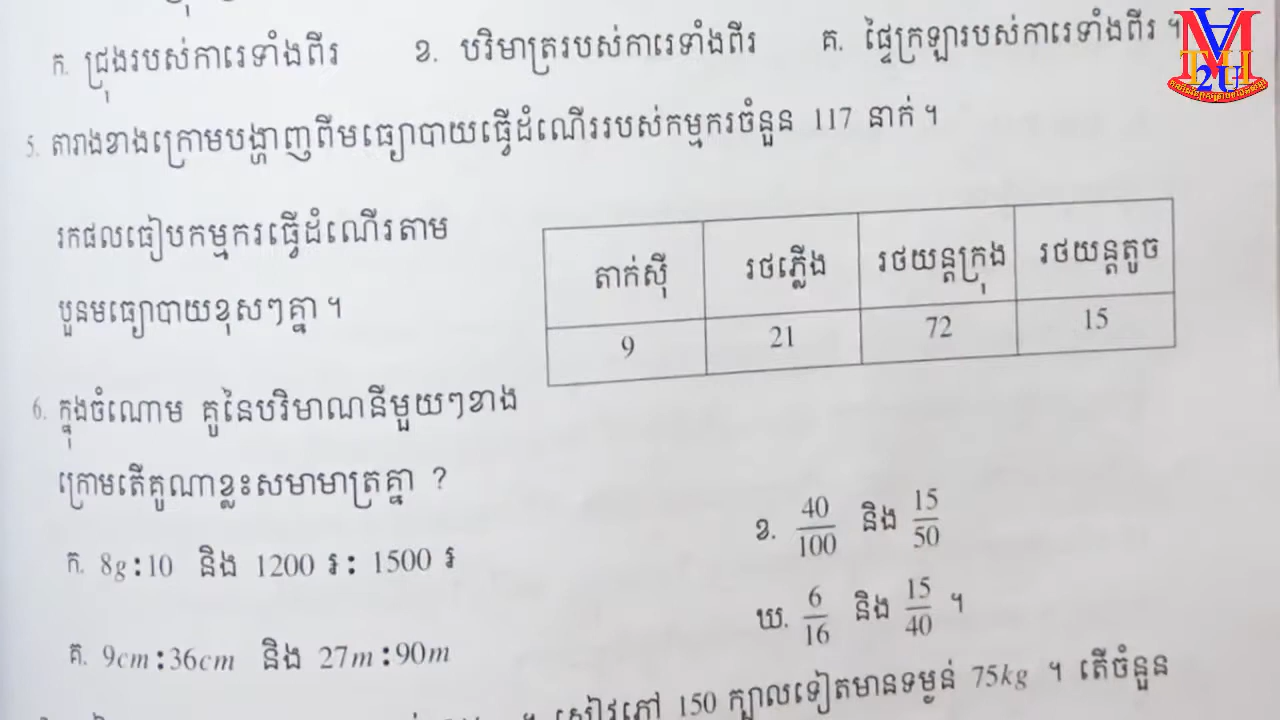 ក. ជ្រុងរបស់ការេទាំងពីរ ខ. បរិមាត្ររបស់ការេទាំងពីរ គ. ផ្ទៃក្រឡារបស់ការេទាំងពីរ ។
5. តារាងខាងក្រោមបង្ហាញពីមធ្យោបាយធ្វើដំណើររបស់កម្មករចំនួន 117 នាក់ ។
រកផលធៀបកម្មករធ្វើដំណើរតាម
បួនមធ្យោបាយខុសៗគ្នា ។
តាក់ស៊ី រថភ្លើង រថយន្តក្រុង រថយន្តតូច
9 21 72 15
6. ក្នុងចំណោម គូនៃបរិមាណនីមួយៗខាង
ក្រោមតើគូណាខ្លះសមាមាត្រគ្នា ?
ក. 8g : 10 និង 1200 ៛ : 1500 ៛
ខ. 40/100 និង 15/50
គ. 9cm : 36cm និង 27m : 90m
ឃ. 6/16 និង 15/40 ។
សៀវភៅ 150 ក្បាលទៀតមានទម្ងន់ 75kg ។ តើចំនួន
MATH
2U